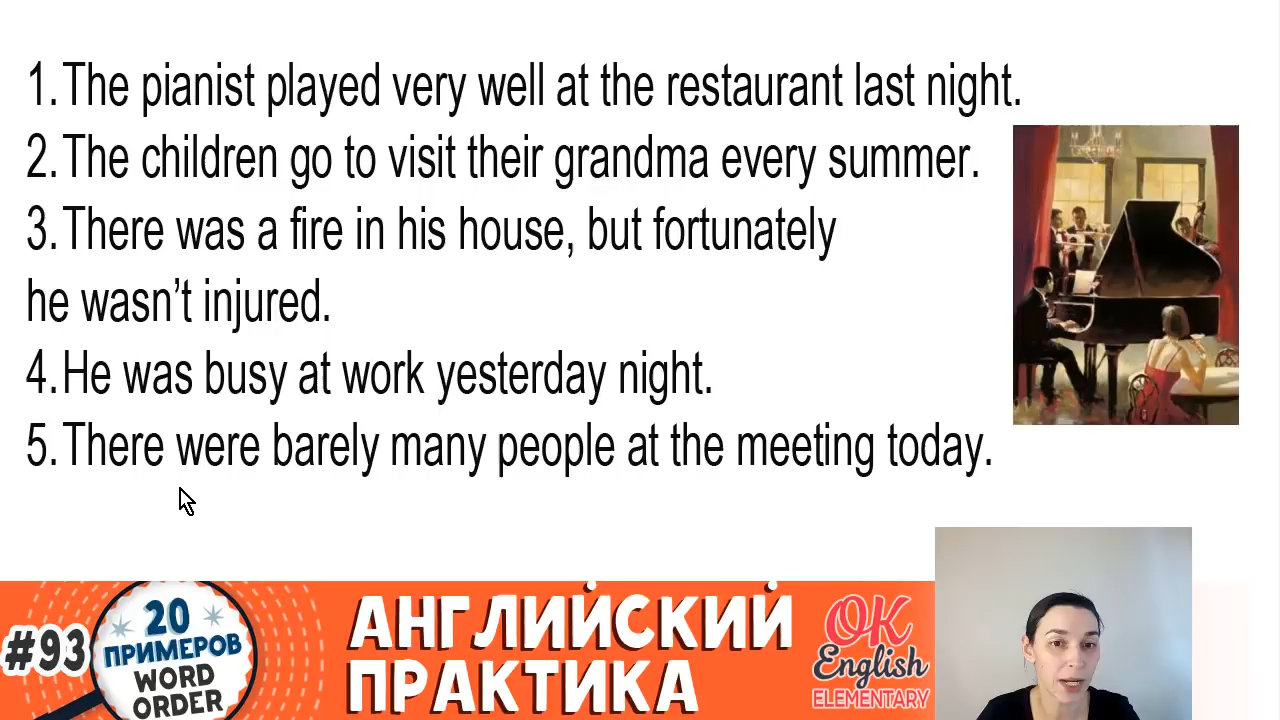 1. The pianist played very well at the restaurant last night.
2. The children go to visit their grandma every summer.
3. There was a fire in his house, but fortunately
he wasn’t injured.
4. He was busy at work yesterday night.
5. There were barely many people at the meeting today.
#93
20
ПРИМЕРОВ
WORD
ORDER
АНГЛИЙСКИЙ
ПРАКТИКА
OK
English
ELEMENTARY